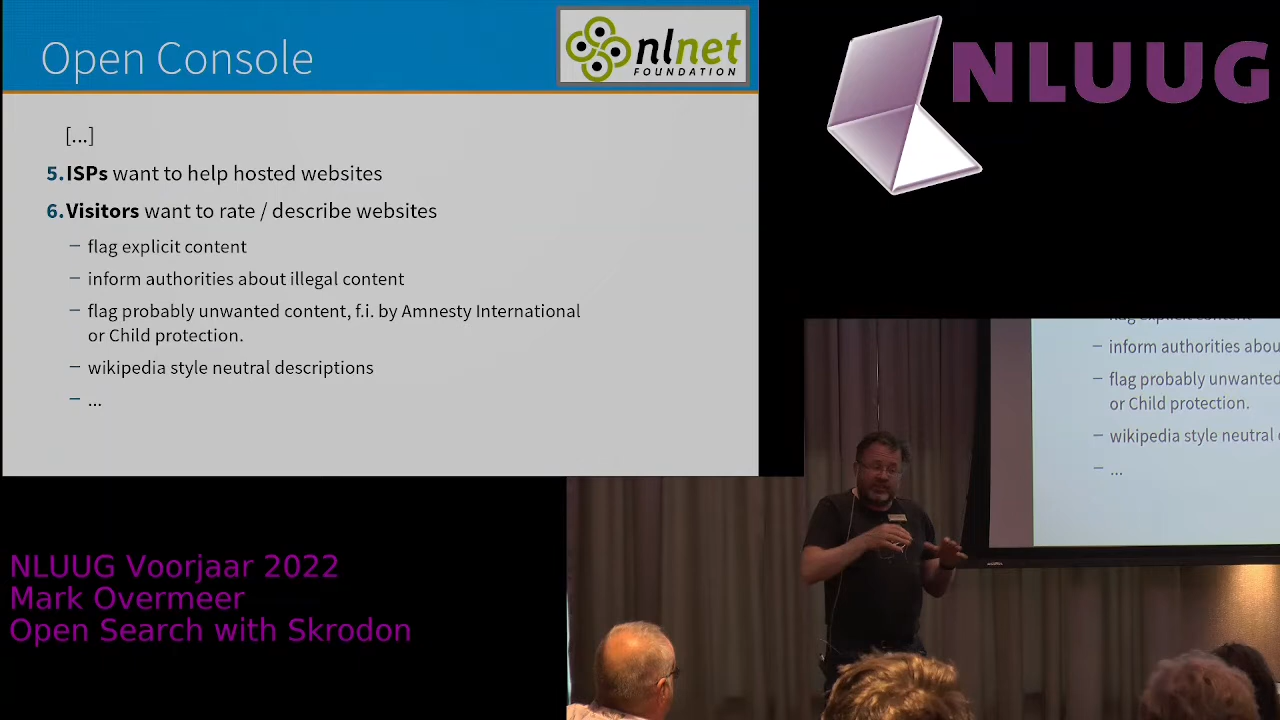 Open Console
nlnet
FOUNDATION
NLUUG
[...]
5. ISPs want to help hosted websites
6. Visitors want to rate / describe websites
– flag explicit content
– inform authorities about illegal content
– flag probably unwanted content, f.i. by Amnesty International
or Child protection.
– wikipedia style neutral descriptions
– ...
flag explicit content
– inform authorities abou
– flag probably unwanted
or Child protection.
– wikipedia style neutral
– ...
NLUUG Voorjaar 2022
Mark Overmeer
Open Search with Skrodon